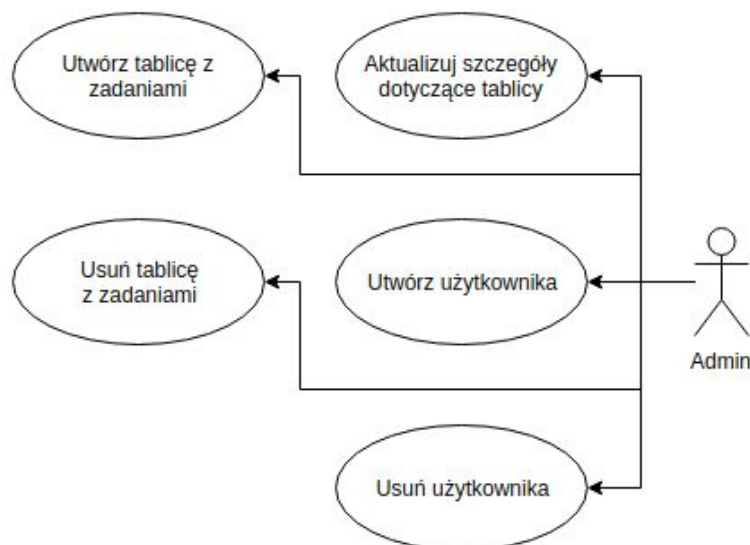 Utwórz tablicę z
zadaniami
Aktualizuj szczegóły
dotyczące tablicy
Usuń tablicę
z zadaniami
Utwórz użytkownika
Admin
Usuń użytkownika